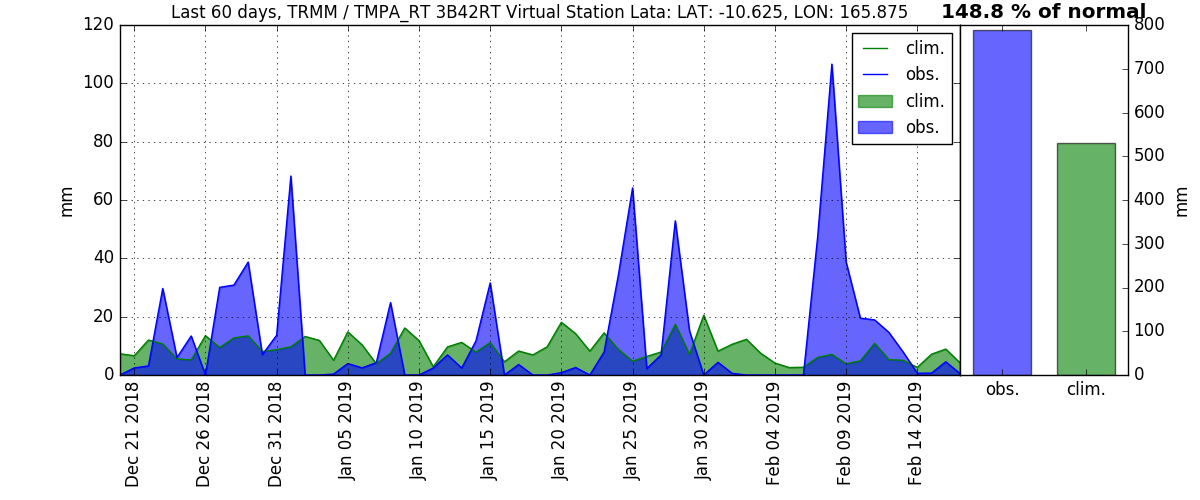 Last 60 days, TRMM / TMPA_RT 3B42RT Virtual Station Lata: LAT: -10.625, LON: 165.875
148.8 % of normal
120
100
80
60
40
20
0
mm
clim.
obs.
clim.
obs.
Dec 21 2018
Dec 26 2018
Dec 31 2018
Jan 05 2019
Jan 10 2019
Jan 15 2019
Jan 20 2019
Jan 25 2019
Jan 30 2019
Feb 04 2019
Feb 09 2019
Feb 14 2019
800
700
600
500
400
300
200
100
0
mm
obs.
clim.